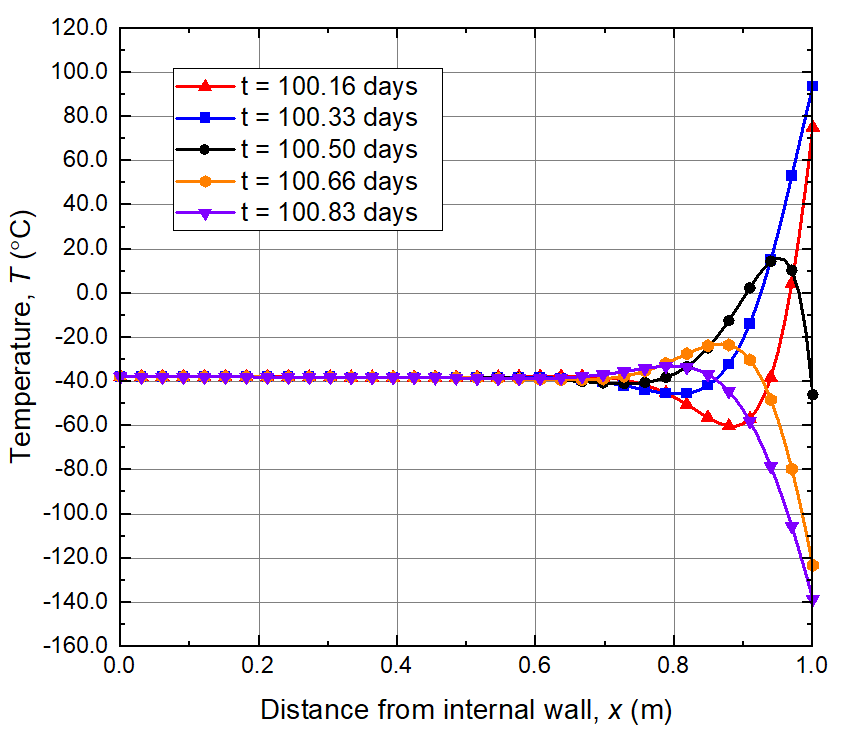 120.0
100.0
80.0
60.0
40.0
20.0
0.0
-20.0
-40.0
-60.0
-80.0
-100.0
-120.0
-140.0
-160.0
Temperature, T (°C)
t = 100.16 days
t = 100.33 days
t = 100.50 days
t = 100.66 days
t = 100.83 days
0.0 0.2 0.4 0.6 0.8 1.0
Distance from internal wall, x (m)